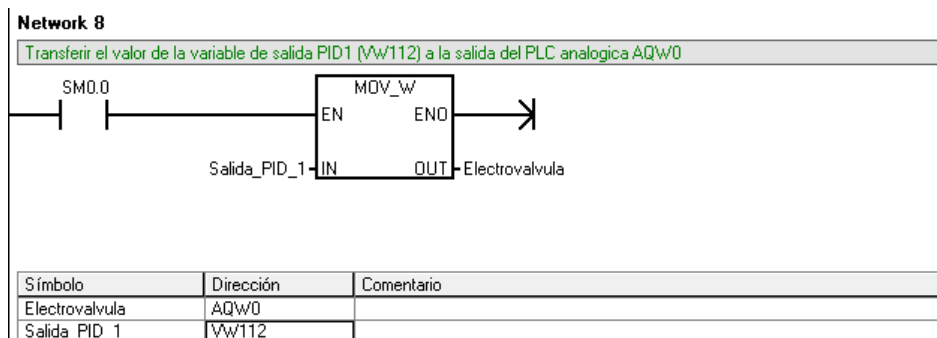 Network 8
Transferir el valor de la variable de salida PID1 (VW112) a la salida del PLC analogica AQW0
SM0.0
MOV_W
EN ENO
Salida_PID_1 IN OUT Electrovalvula
Símbolo Dirección Comentario
Electrovalvula AQW0
Salida_PID_1 VW112